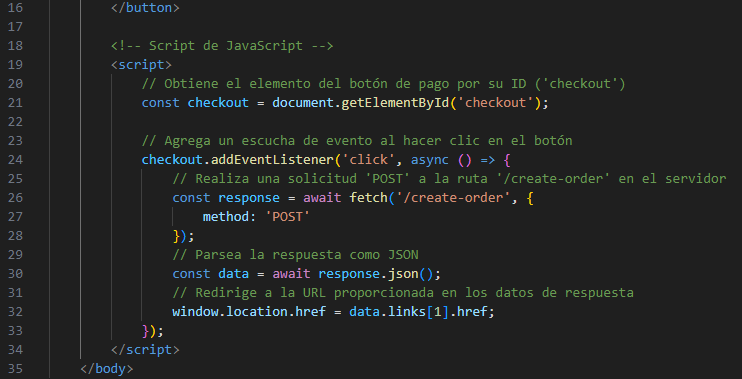 16 </button>
17
18 <!-- Script de JavaScript -->
19 <script>
20 // Obtiene el elemento del botón de pago por su ID ('checkout')
21 const checkout = document.getElementById('checkout');
22
23 // Agrega un escucha de evento al hacer clic en el botón
24 checkout.addEventListener('click', async () => {
25 // Realiza una solicitud 'POST' a la ruta '/create-order' en el servidor
26 const response = await fetch('/create-order', {
27 method: 'POST'
28 });
29 // Parsea la respuesta como JSON
30 const data = await response.json();
31 // Redirige a la URL proporcionada en los datos de respuesta
32 window.location.href = data.links[1].href;
33 });
34 </script>
35 </body>